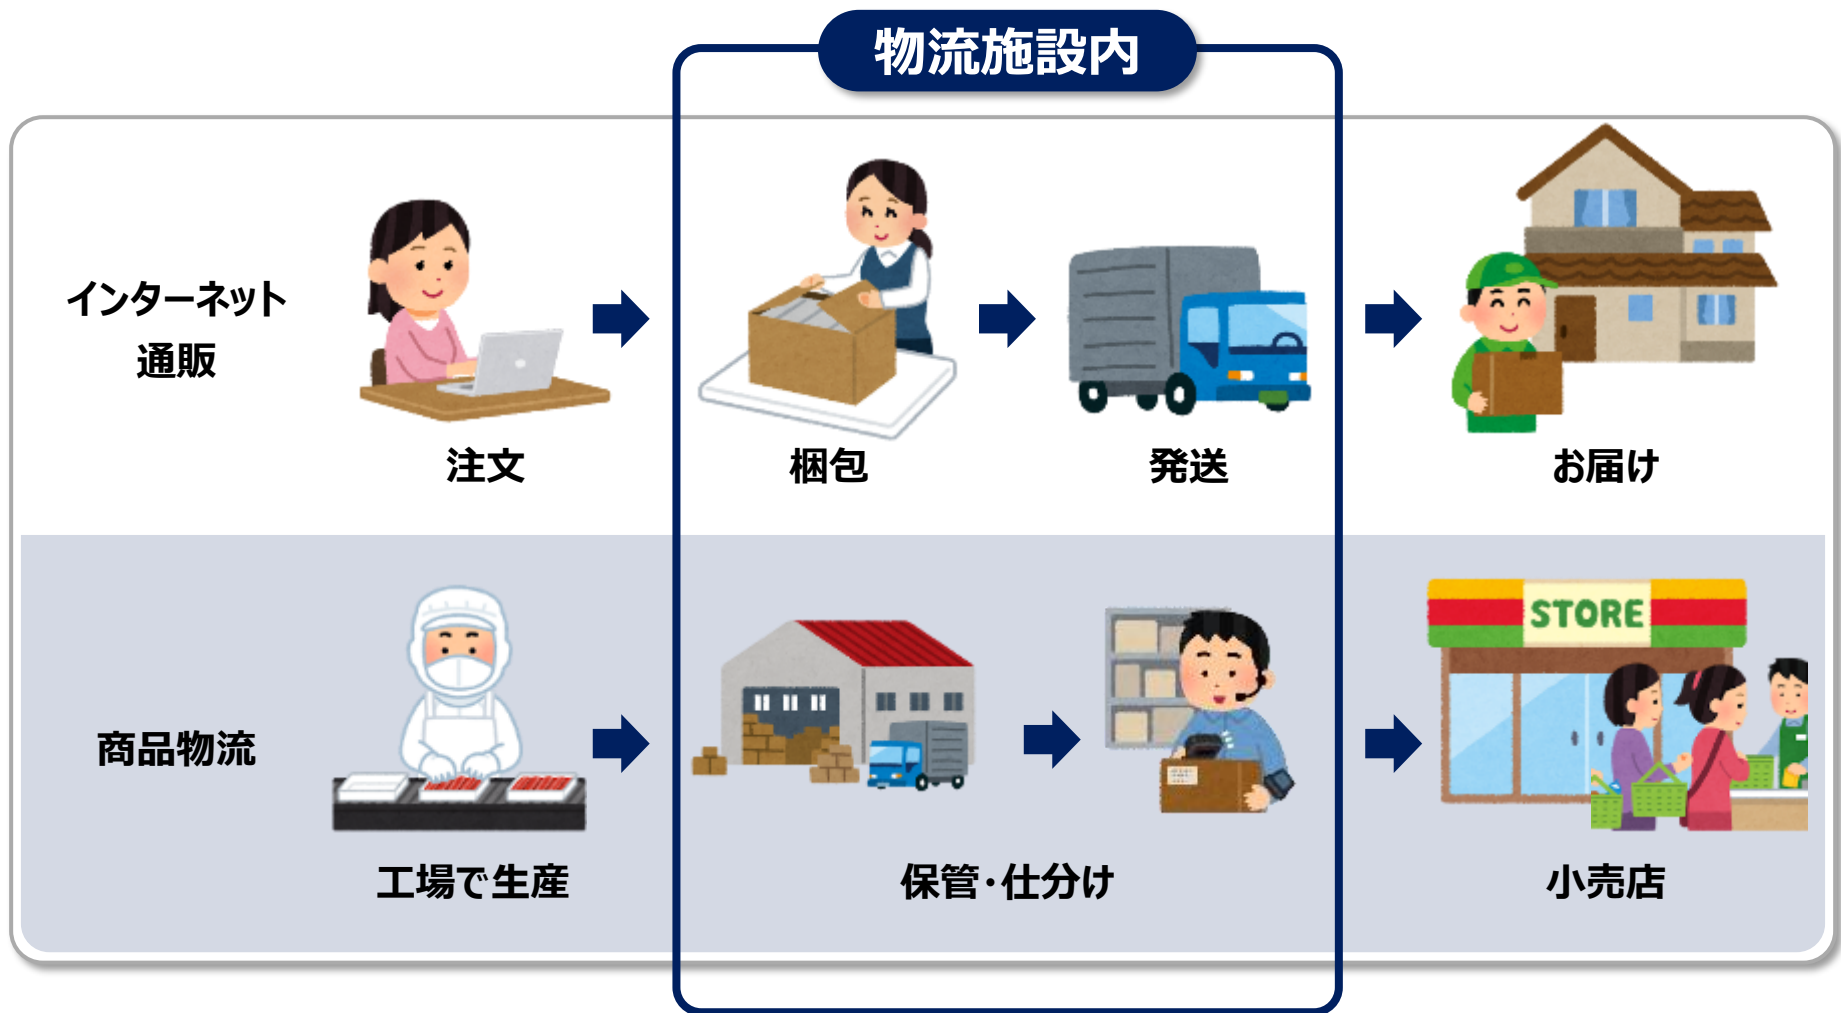 物流施設内
インターネット
通販
注文
梱包
発送
お届け
STORE
商品物流
工場で生産
保管・仕分け
小売店